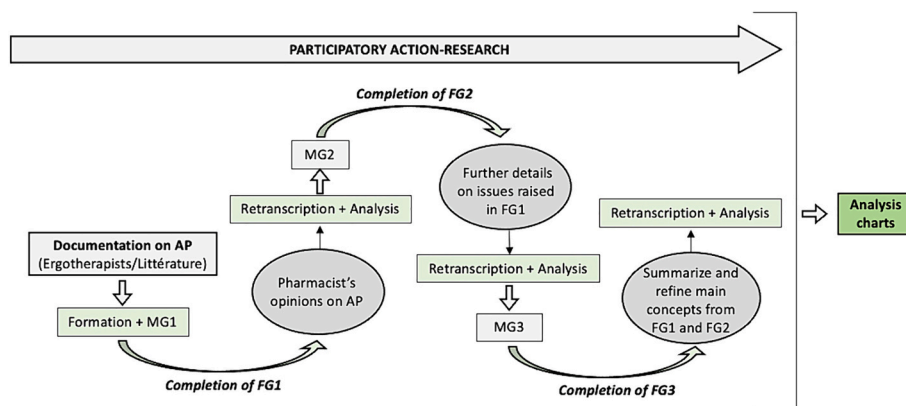 PARTICIPATORY ACTION-RESEARCH
Documentation on AP
(Ergotherapists/Littérature)
Formation + MG1
Completion of FG1
Pharmacist's
opinions on AP
Retranscription + Analysis
MG2
Completion of FG2
Further details
on issues raised
in FG1
Retranscription + Analysis
MG3
Completion of FG3
Summarize and
refine main
concepts from
FG1 and FG2
Retranscription + Analysis
Analysis
charts